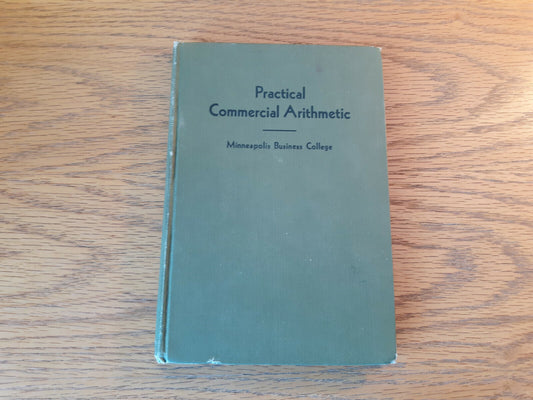 Practical
Commercial Arithmetic
Minneapolis Business College